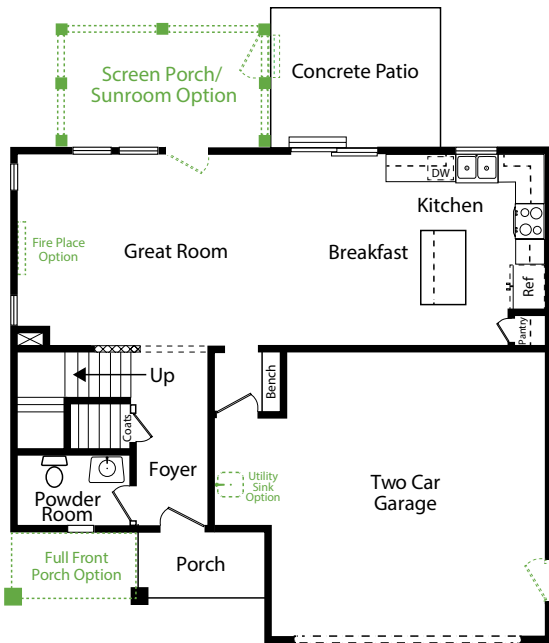 Screen Porch/
Sunroom Option
Concrete Patio
DW
Kitchen
Fire Place
Option
Great Room
Breakfast
Ref
Pantry
Up
Bench
Coats
Foyer
Utility
Sink
Option
Two Car
Garage
Powder
Room
Full Front
Porch Option
Porch